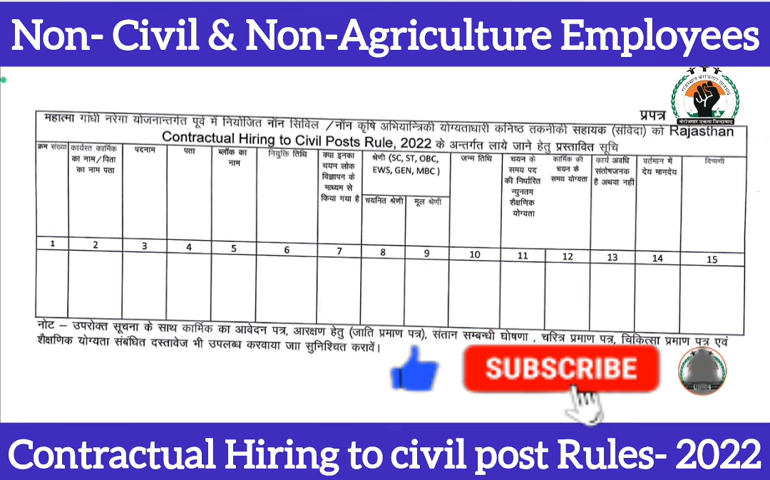 Non- Civil & Non-Agriculture Employees
प्रपत्र
महात्मा गांधी नरेगा योजनान्तर्गत पूर्व में नियोजित नॉन सिविल /नॉन कृषि अभियान्त्रिकी योग्यताधारी कनिष्ठ तकनीकी सहायक (संविदा) को Rajasthan
Contractual Hiring to Civil Posts Rule, 2022 के अन्तर्गत लाये जाने हेतु प्रस्तावित सूचि
क्रम संख्या
कार्यरत कार्मिक
का नाम/पिता
का नाम पता
पदनाम
पता
ब्लॉक का
नाम
नियुक्ति तिथि
क्या इनका
चयन लोक
विज्ञापन के
माध्यम से
किया गया है
श्रेणी (SC, ST, OBC,
EWS, GEN, MBC )
चयनित श्रेणी
मूल श्रेणी
जन्म तिथि
चयन के
समय पद
की निर्धारित
न्युनतम
शैक्षणिक
योग्यता
कार्मिक की
चयन के
समय योग्यता
कार्य अवधि
संतोषजनक
है अथवा नहीं
वर्तमान में
देय मानदेय
टिप्पणी
1 2 3 4 5 6 7 8 9 10 11 12 13 14 15
नोट – उपरोक्त सूचना के साथ कार्मिक का आवेदन पत्र, आरक्षण हेतु (जाति प्रमाण पत्र), संतान सम्बन्धी घोषणा , चरित्र प्रमाण पत्र, चिकित्सा प्रमाण पत्र एवं
शैक्षणिक योग्यता संबंधित दस्तावेज भी उपलब्ध करवाया जाा सुनिश्चित करावें।
SUBSCRIBE
Contractual Hiring to civil post Rules- 2022